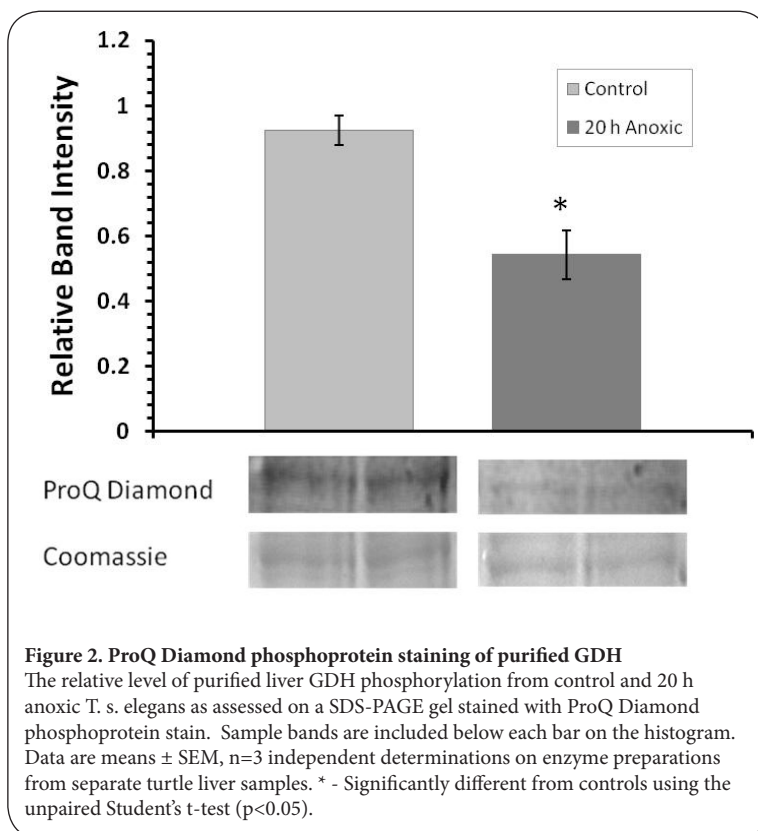 1.2
1
0.8
0.6
0.4
0.2
0
Relative Band Intensity
Control
20 h Anoxic
*
ProQ Diamond
Coomassie
Figure 2. ProQ Diamond phosphoprotein staining of purified GDH
The relative level of purified liver GDH phosphorylation from control and 20 h
anoxic T. s. elegans as assessed on a SDS-PAGE gel stained with ProQ Diamond
phosphoprotein stain.  Sample bands are included below each bar on the histogram.
Data are means ± SEM, n=3 independent determinations on enzyme preparations
from separate turtle liver samples. * - Significantly different from controls using the
unpaired Student’s t-test (p<0.05).